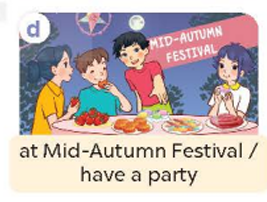 d
MID-AUTUMN
FESTIVAL
at Mid-Autumn Festival /
have a party